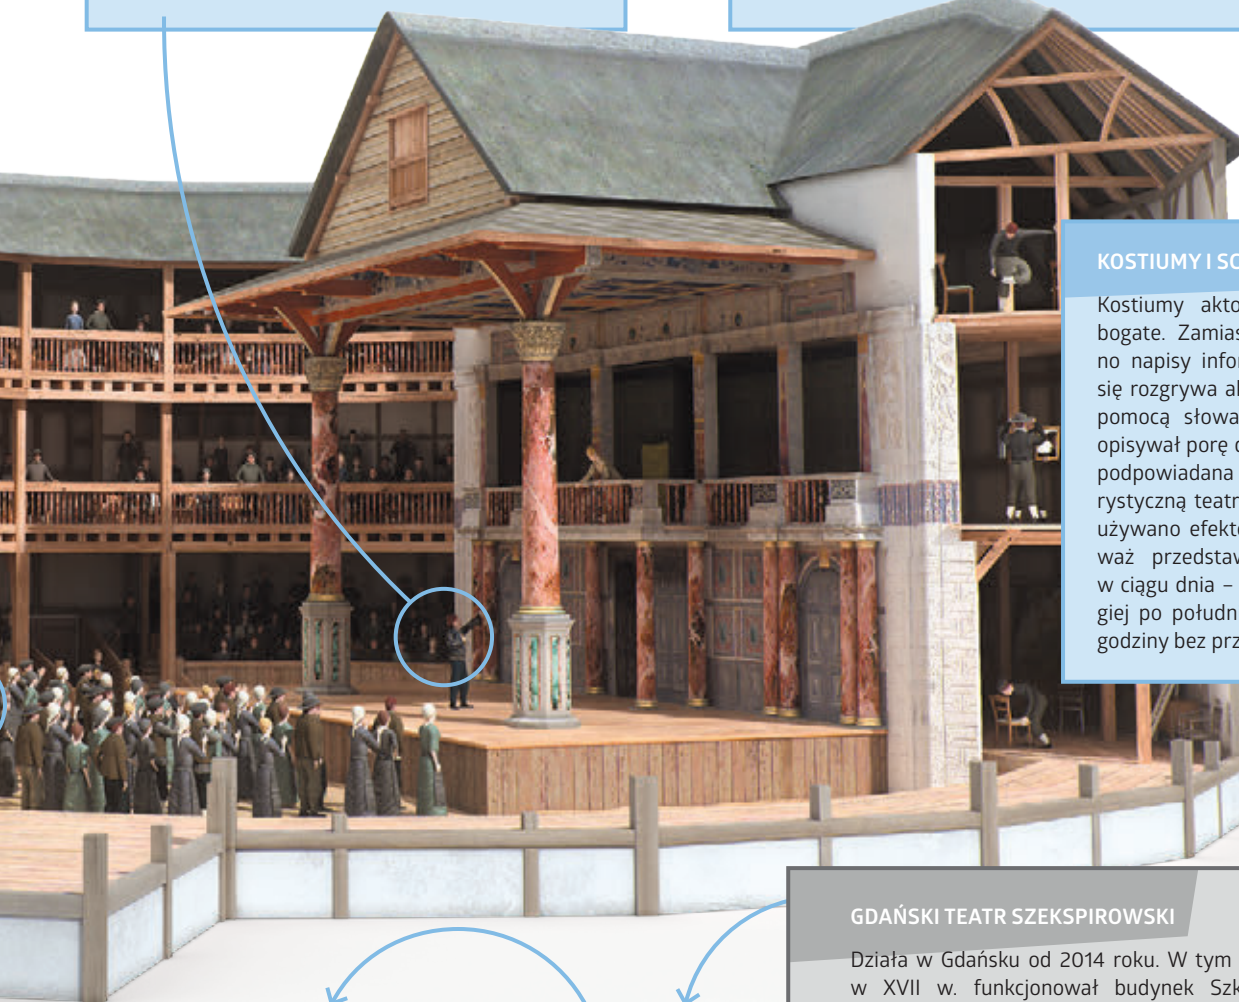 KOSTIUMY I SC
Kostiumy akto
bogate. Zamias
no napisy infor
się rozgrywa ak
pomocą słowa
opisywał porę d
podpowiadana
rystyczną teatr
używano efekt
waż przedstaw
w ciągu dnia –
giej po południ
godziny bez prz
GDAŃSKI TEATR SZEKSPIROWSKI
Działa w Gdańsku od 2014 roku. W tym
w XVII w. funkcjonował budynek Szk